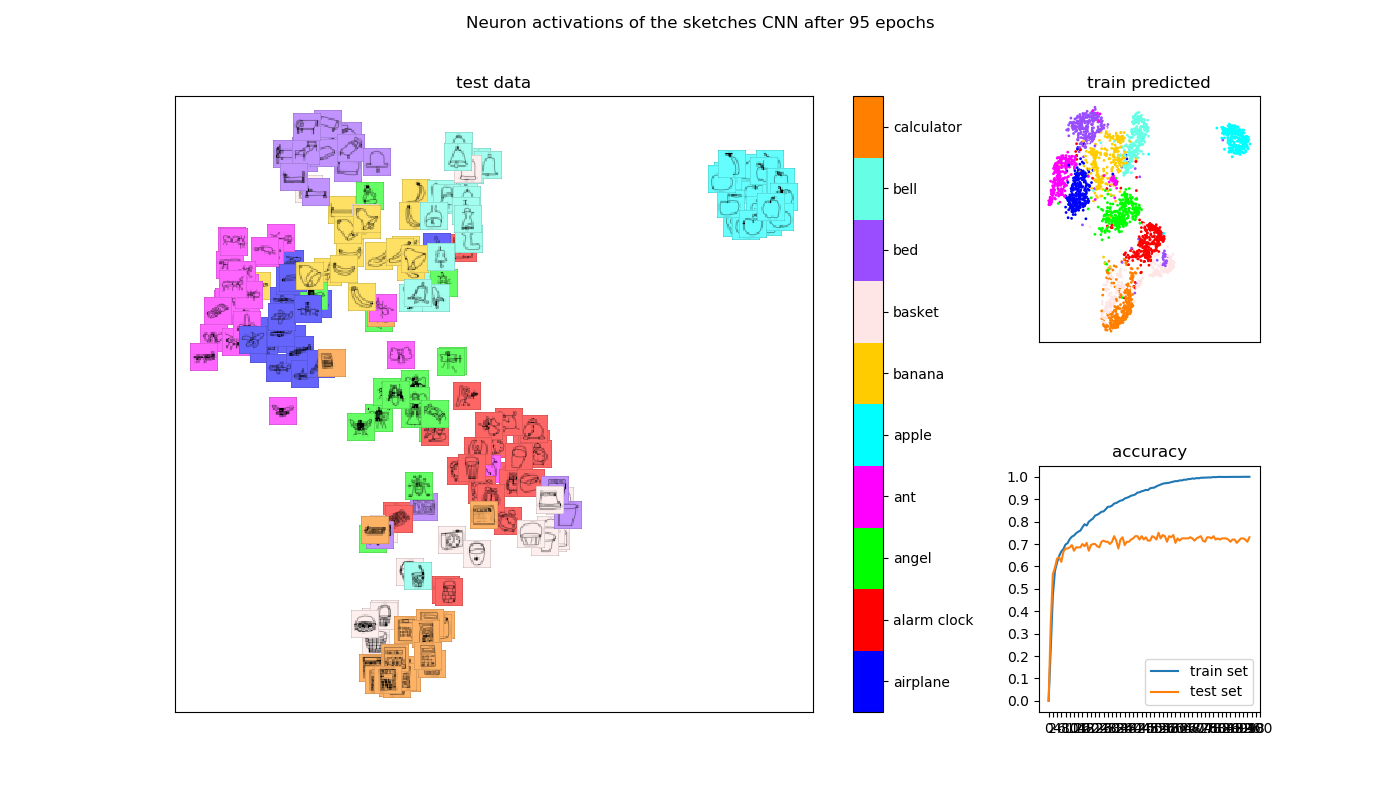 Neuron activations of the sketches CNN after 95 epochs
test data
calculator
bell
bed
basket
banana
apple
ant
angel
alarm clock
airplane
train predicted
accuracy
1.0
0.9
0.8
0.7
0.6
0.5
0.4
0.3
0.2
0.1
0.0
train set
test set